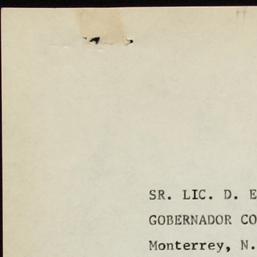 SR. LIC. D. E
GOBERNADOR CO
Monterrey, N.